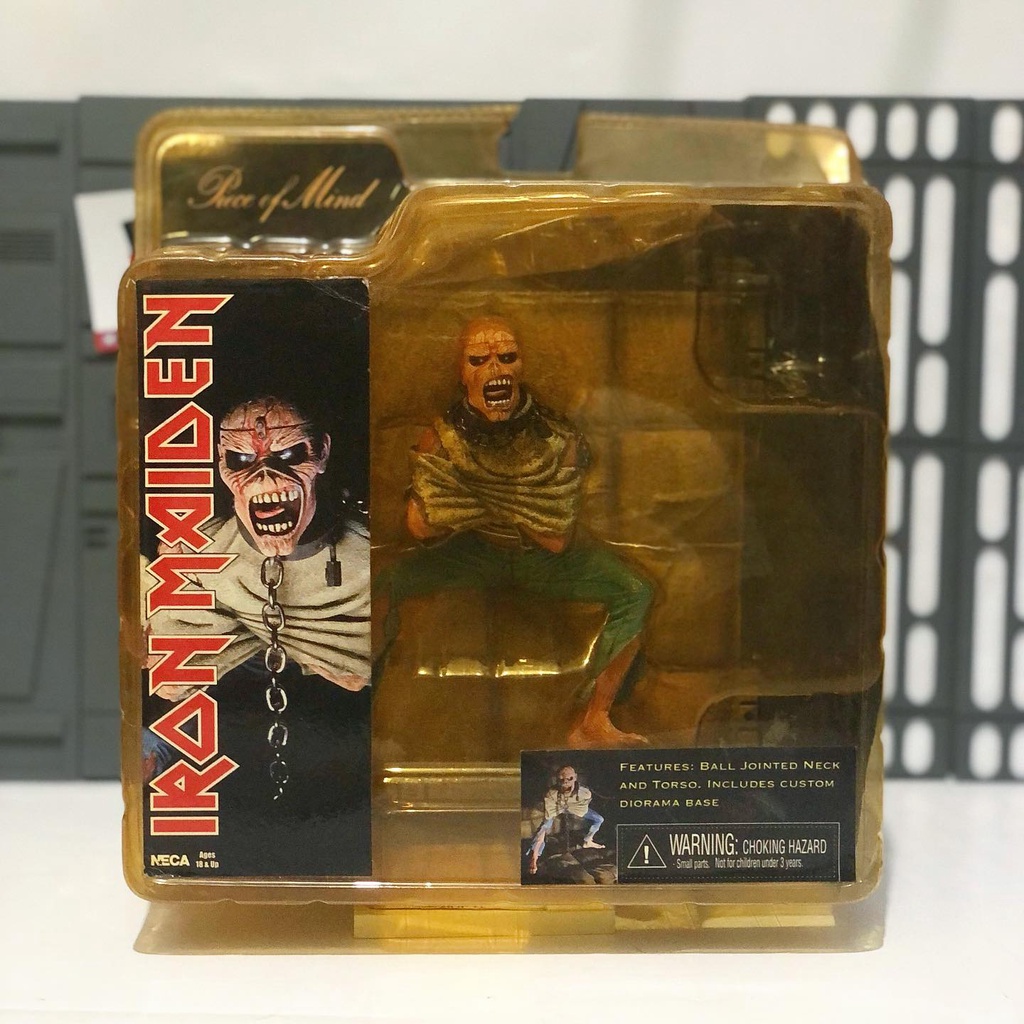 Piece of Mind
IRON MAIDEN
NECA
Ages
18 & Up
FEATURES: BALL JOINTED NECK
AND TORSO. INCLUDES CUSTOM
DIORAMA BASE
WARNING: CHOKING HAZARD
- Small parts. Not for children under 3 years.